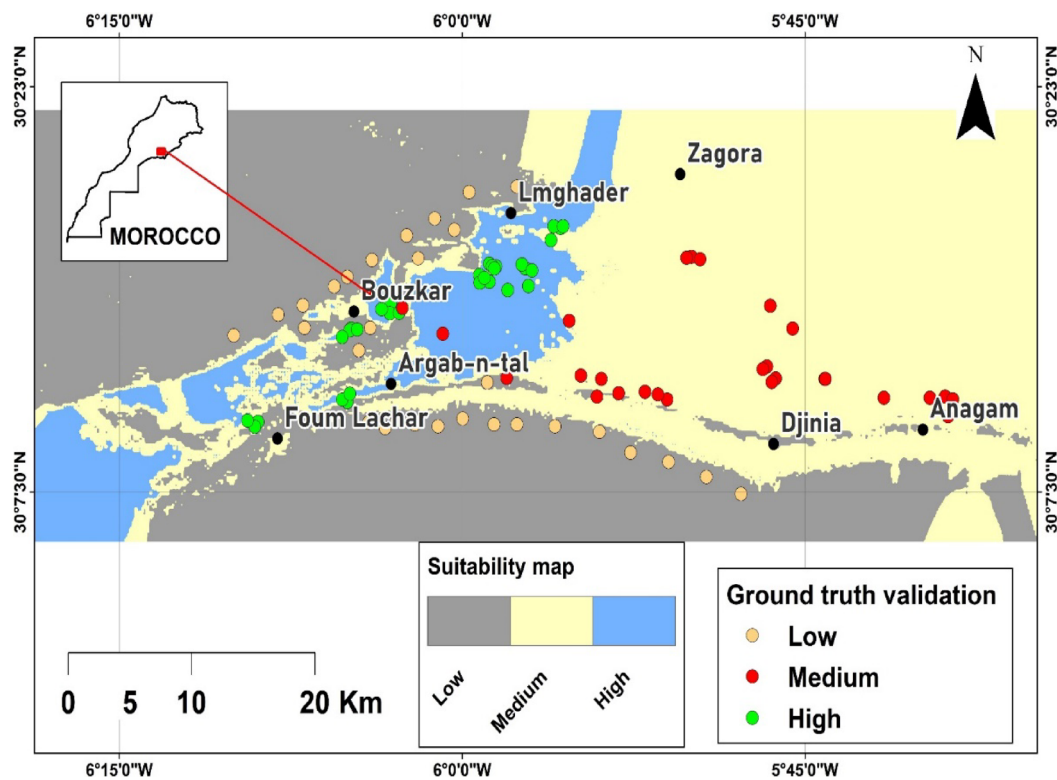 6°15'0"W 6°0'0"W 5°45'0"W
30°23'0"N 30°23'0"N
N
MOROCCO
Zagora
Lmghader
Bouzkar
Argab-n-tal
Foum Lachar
Djinia
Anagam
30°7'30"N 30°7'30"N
Suitability map
Low Medium High
Ground truth validation
Low
Medium
High
0 5 10 20 Km
6°15'0"W 6°0'0"W 5°45'0"W